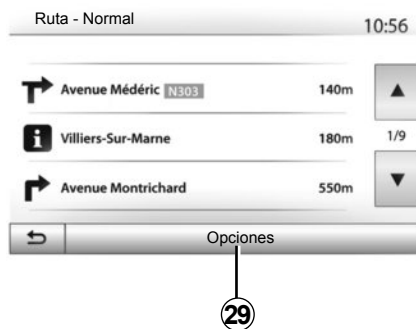 Ruta - Normal
10:56
Avenue Médéric N303 140m
Villiers-Sur-Marne 180m
1/9
Avenue Montrichard 550m
Opciones
29